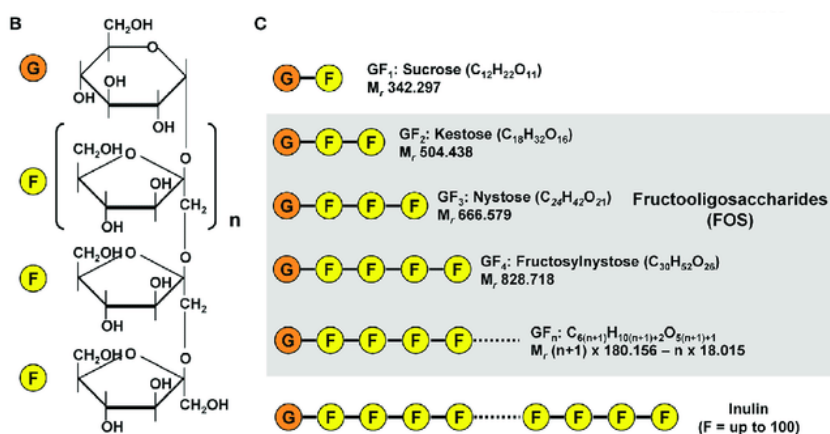 B
CH₂OH
O
G
OH
OH OH
OH
O
CH₂OH O
F
OH
CH₂
OH
n
O
CH₂OH O
F
OH
CH₂
OH
O
CH₂OH O
F
OH
CH₂OH
OH
C
G F
GF₁: Sucrose (C₁₂H₂₂O₁₁)
Mᵣ 342.297
G F F
GF₂: Kestose (C₁₈H₃₂O₁₆)
Mᵣ 504.438
G F F F
GF₃: Nystose (C₂₄H₄₂O₂₁)
Mᵣ 666.579
Fructooligosaccharides
(FOS)
G F F F F
GF₄: Fructosylnystose (C₃₀H₅₂O₂₆)
Mᵣ 828.718
G F F F F
GFₙ: C₆₍ₙ₊₁₎H₁₀₍ₙ₊₁₎₊₂O₅₍ₙ₊₁₎₊₁
Mᵣ (n+1) x 180.156 – n x 18.015
G F F F F F F F F
Inulin
(F = up to 100)